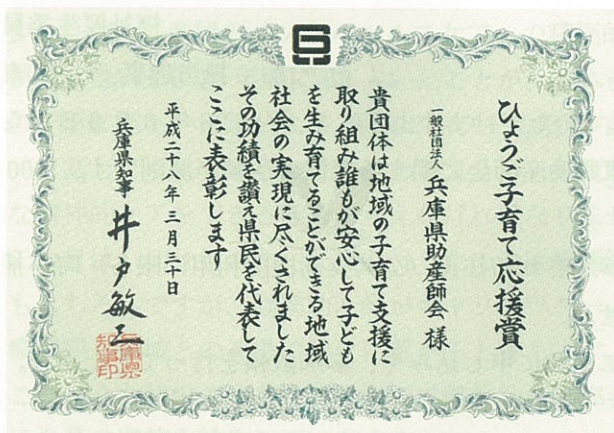 ひょうご子育て応援賞
一般社団法人 兵庫県助産師会 様
貴団体は地域の子育て支援に
取り組み誰もが安心して子ども
を生み育てることができる地域
社会の実現に尽くされました
その功績を讃え県民を代表して
ここに表彰します
平成二十八年三月三十日
兵庫県知事 井戸敏三
兵庫県
知事印